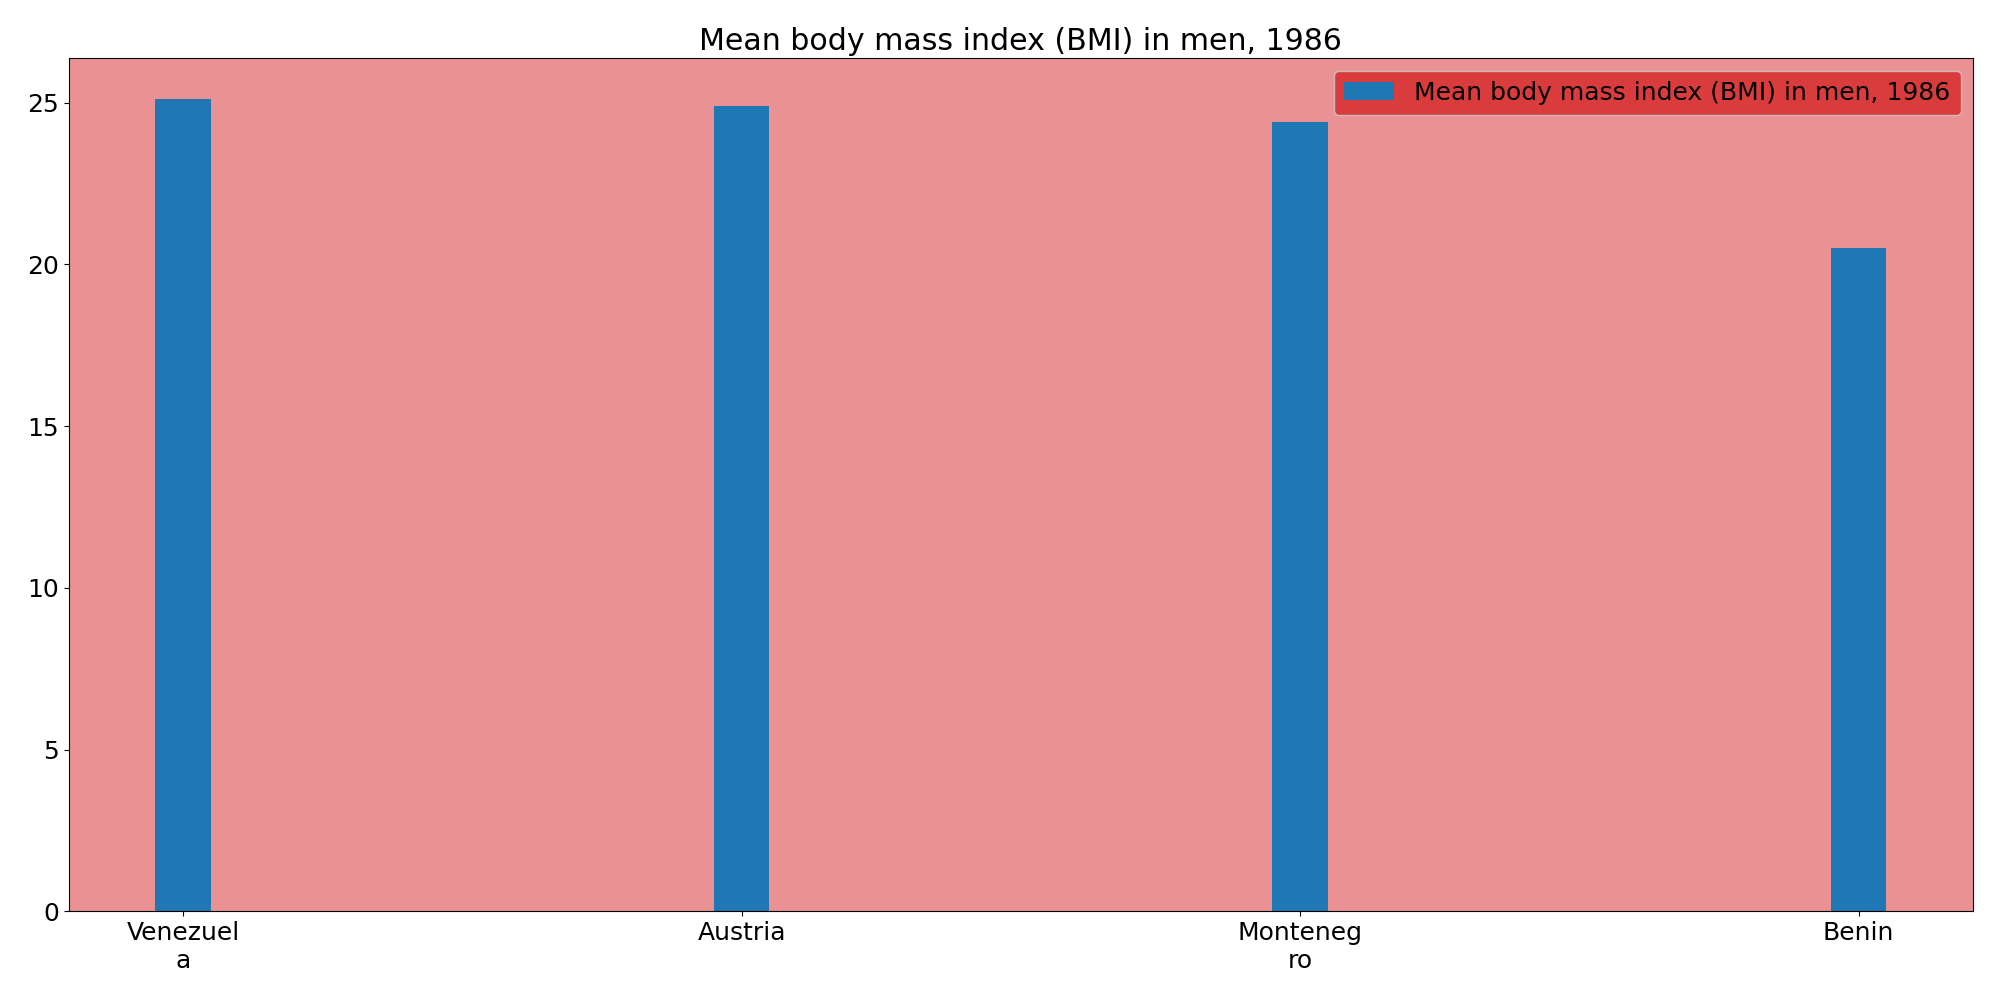 Mean body mass index (BMI) in men, 1986
Mean body mass index (BMI) in men, 1986
25
20
15
10
5
0
Venezuel
a
Austria
Monteneg
ro
Benin